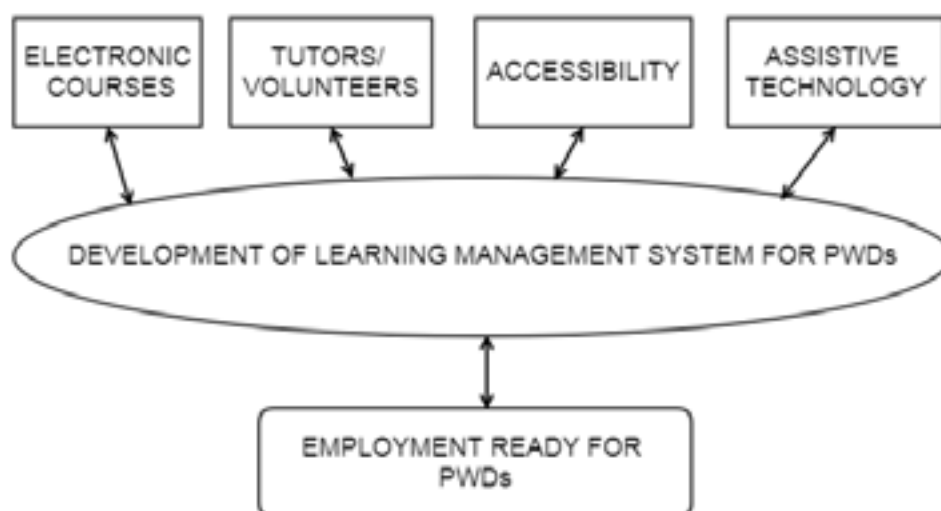 ELECTRONIC
COURSES
TUTORS/
VOLUNTEERS
ACCESSIBILITY
ASSISTIVE
TECHNOLOGY
DEVELOPMENT OF LEARNING MANAGEMENT SYSTEM FOR PWDs
EMPLOYMENT READY FOR
PWDs